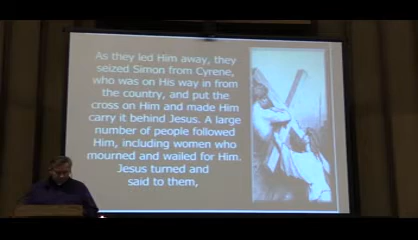 As they led Him away, they
seized Simon from Cyrene,
who was on His way in from
the country, and put the
cross on Him and made Him
carry it behind Jesus. A large
number of people followed
Him, including women who
mourned and wailed for Him.
Jesus turned and
said to them,